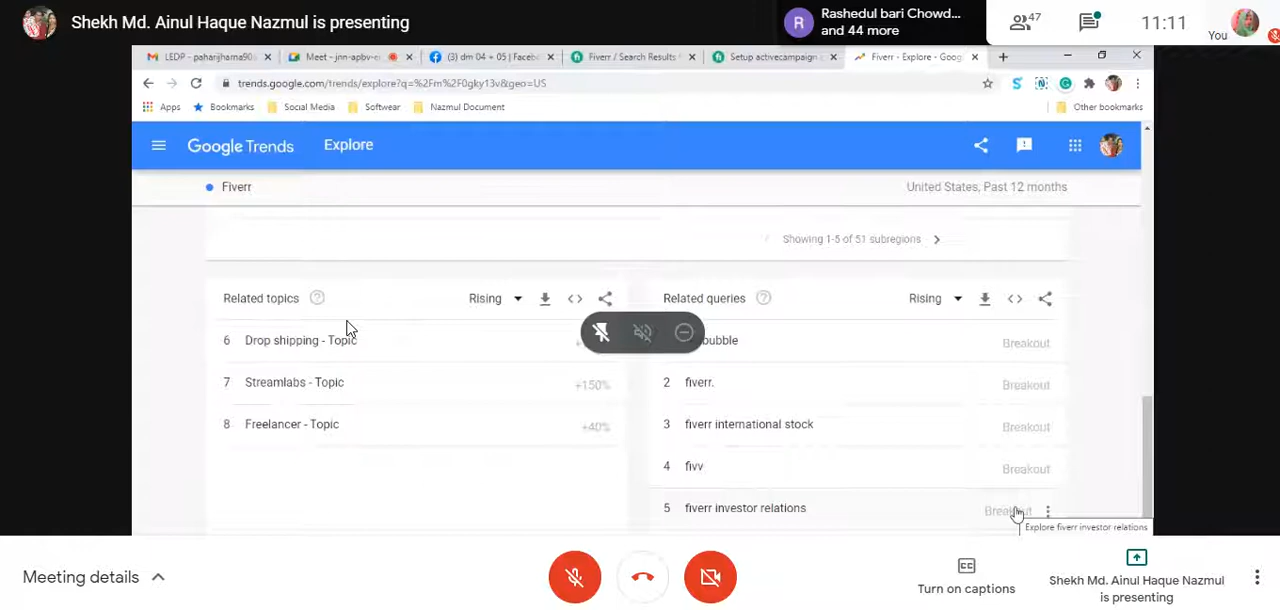 Shekh Md. Ainul Haque Nazmul is presenting
R
Rashedul bari Chowd...
and 44 more
47
11:11
You
LEDP - paharijharna90
Meet - jnn-apbv-e
(3) dm 04 + 05 | Faceb
Fiverr / Search Results
Setup activecampaign
Fiverr - Explore - Goog
trends.google.com/trends/explore?q=%2Fm%2F0gky13v&geo=US
Apps
Bookmarks
Social Media
Softwear
Nazmul Document
Other bookmarks
Google Trends
Explore
Fiverr
United States, Past 12 months
Showing 1-5 of 51 subregions
Related topics
Rising
Related queries
Rising
6 Drop shipping - Topic
bubble
Breakout
7 Streamlabs - Topic
+150%
2 fiverr.
Breakout
8 Freelancer - Topic
+40%
3 fiverr international stock
Breakout
4 fivv
Breakout
5 fiverr investor relations
Breakout
Explore fiverr investor relations
Meeting details
Turn on captions
Shekh Md. Ainul Haque Nazmul
is presenting